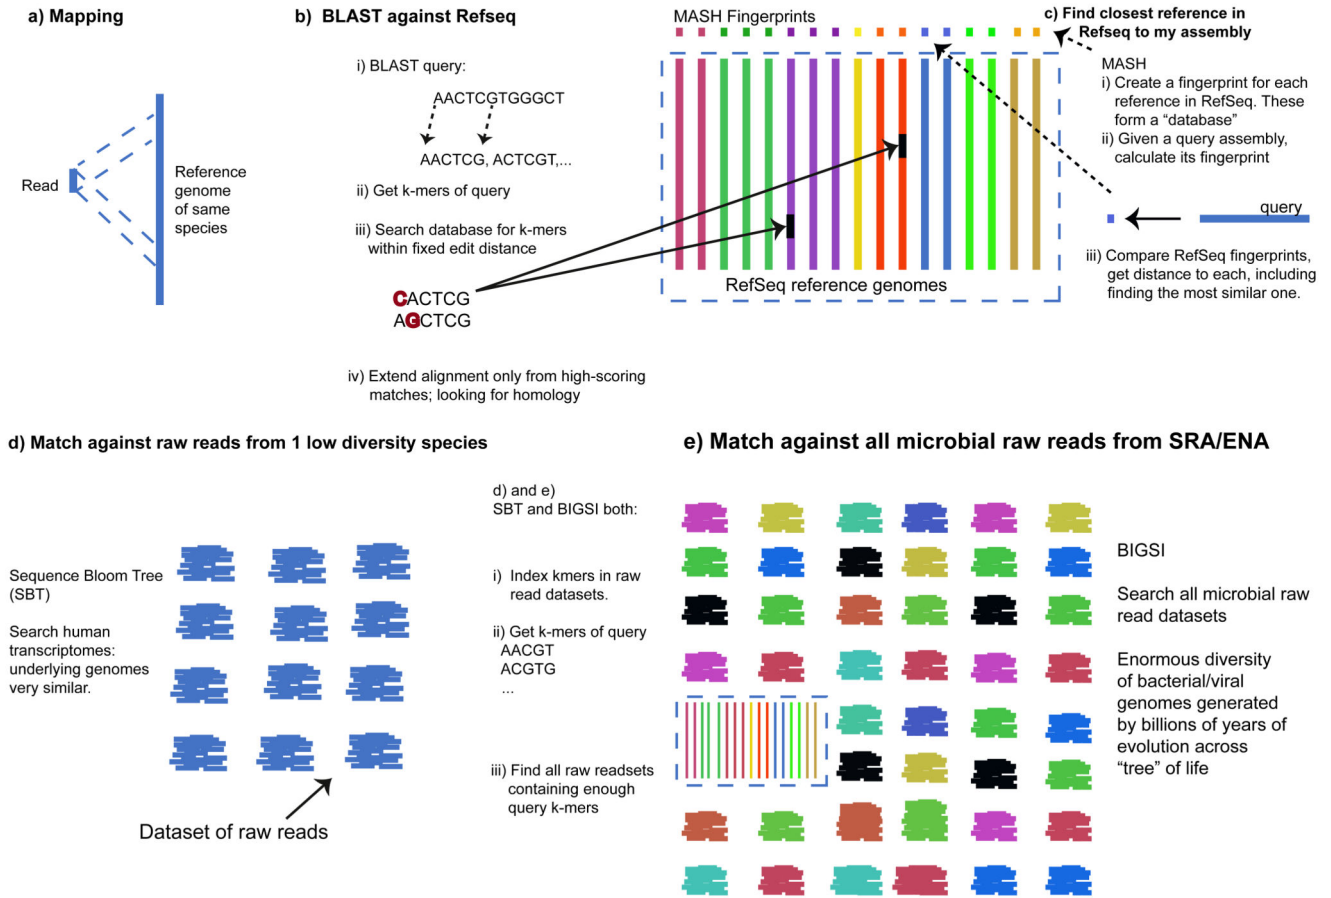 a) Mapping
Read
Reference
genome
of same
species
b) BLAST against Refseq
i) BLAST query:
AACTCGTGGGCT
AACTCG, ACTCGT,...
ii) Get k-mers of query
iii) Search database for k-mers
within fixed edit distance
CACTCG
AGCTCG
iv) Extend alignment only from high-scoring
matches; looking for homology
MASH Fingerprints
RefSeq reference genomes
c) Find closest reference in
Refseq to my assembly
MASH
i) Create a fingerprint for each
reference in RefSeq. These
form a “database”
ii) Given a query assembly,
calculate its fingerprint
query
iii) Compare RefSeq fingerprints,
get distance to each, including
finding the most similar one.
d) Match against raw reads from 1 low diversity species
Sequence Bloom Tree
(SBT)
Search human
transcriptomes:
underlying genomes
very similar.
Dataset of raw reads
d) and e)
SBT and BIGSI both:
i) Index kmers in raw
read datasets.
ii) Get k-mers of query
AACGT
ACGTG
...
iii) Find all raw readsets
containing enough
query k-mers
e) Match against all microbial raw reads from SRA/ENA
BIGSI
Search all microbial raw
read datasets
Enormous diversity
of bacterial/viral
genomes generated
by billions of years of
evolution across
“tree” of life